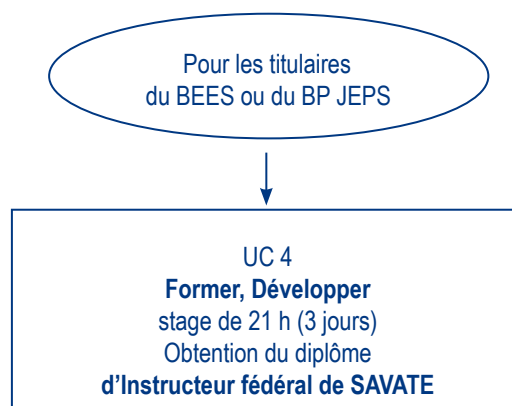 Pour les titulaires
du BEES ou du BP JEPS
UC 4
Former, Développer
stage de 21 h (3 jours)
Obtention du diplôme
d’Instructeur fédéral de SAVATE